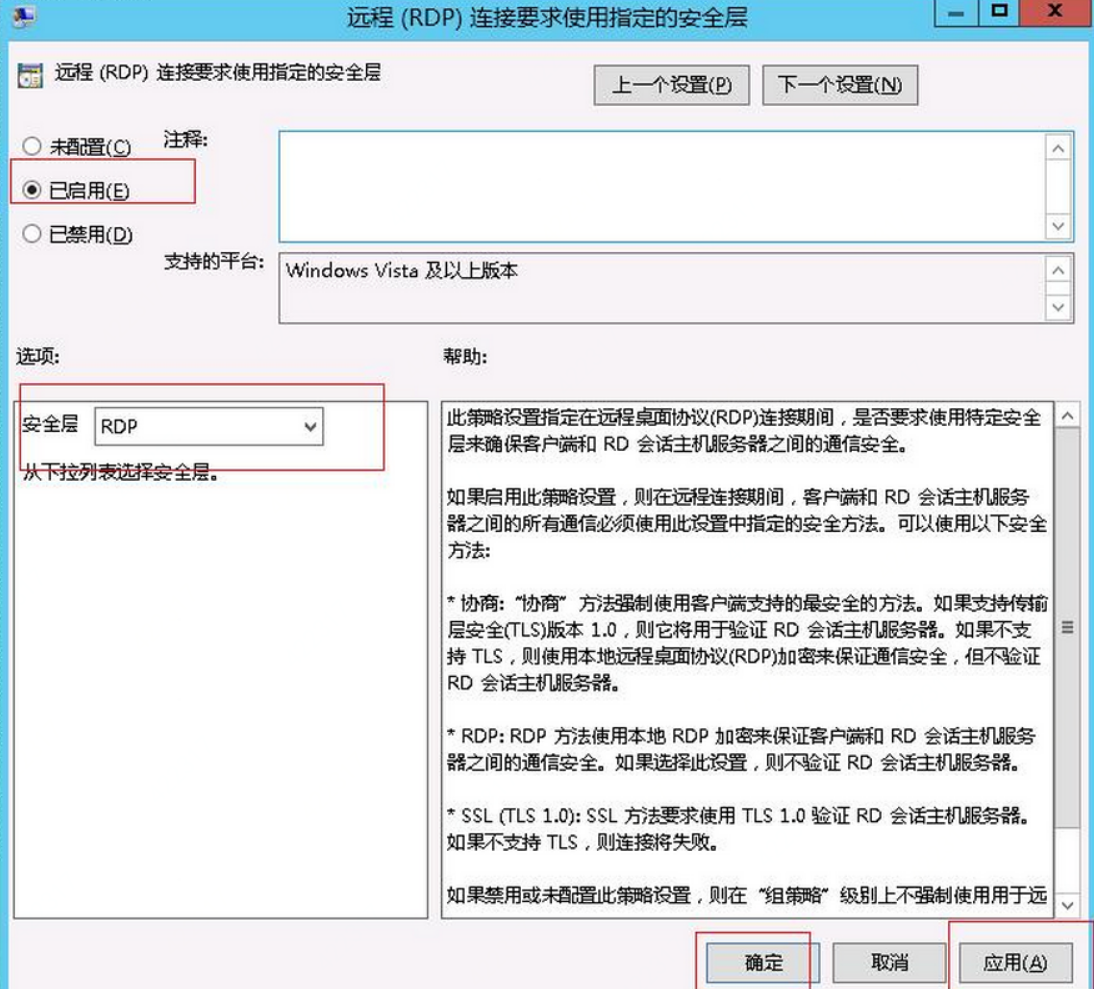 远程 (RDP) 连接要求使用指定的安全层
远程 (RDP) 连接要求使用指定的安全层
上一个设置(P)
下一个设置(N)
未配置(C)
注释:
已启用(E)
已禁用(D)
支持的平台:
Windows Vista 及以上版本
选项:
帮助:
安全层
RDP
从下拉列表选择安全层。
此策略设置指定在远程桌面协议(RDP)连接期间，是否要求使用特定安全
层来确保客户端和 RD 会话主机服务器之间的通信安全。
如果启用此策略设置，则在远程连接期间，客户端和 RD 会话主机服务
器之间的所有通信必须使用此设置中指定的安全方法。可以使用以下安全
方法:
* 协商: “协商” 方法强制使用客户端支持的最安全的方法。如果支持传输
层安全(TLS)版本 1.0，则它将用于验证 RD 会话主机服务器。如果不支
持 TLS，则使用本地远程桌面协议(RDP)加密来保证通信安全，但不验证
RD 会话主机服务器。
* RDP: RDP 方法使用本地 RDP 加密来保证客户端和 RD 会话主机服务
器之间的通信安全。如果选择此设置，则不验证 RD 会话主机服务器。
* SSL (TLS 1.0): SSL 方法要求使用 TLS 1.0 验证 RD 会话主机服务器。
如果不支持 TLS，则连接将失败。
如果禁用或未配置此策略设置，则在 “组策略” 级别上不强制使用用于远
确定
取消
应用(A)